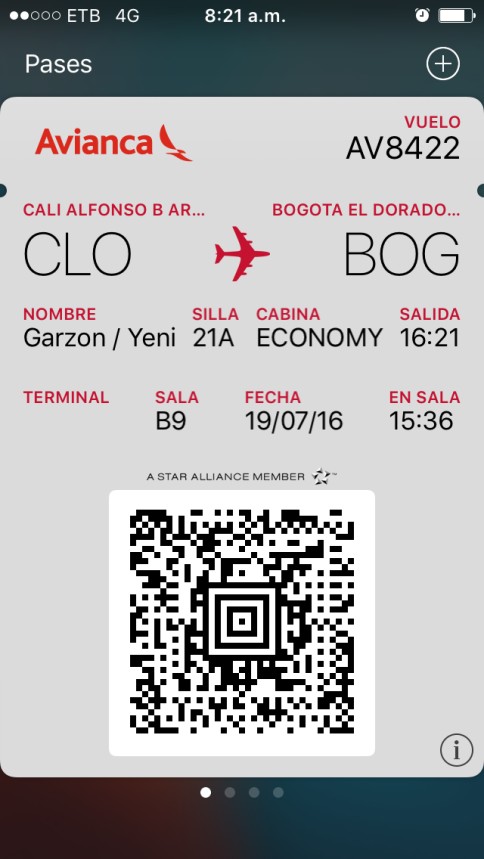 ETB 4G 8:21 a.m.
Pases
Avianca
VUELO
AV8422
CALI ALFONSO B AR... BOGOTA EL DORADO...
CLO BOG
NOMBRE SILLA CABINA SALIDA
Garzon / Yeni 21A ECONOMY 16:21
TERMINAL SALA FECHA EN SALA
B9 19/07/16 15:36
A STAR ALLIANCE MEMBER